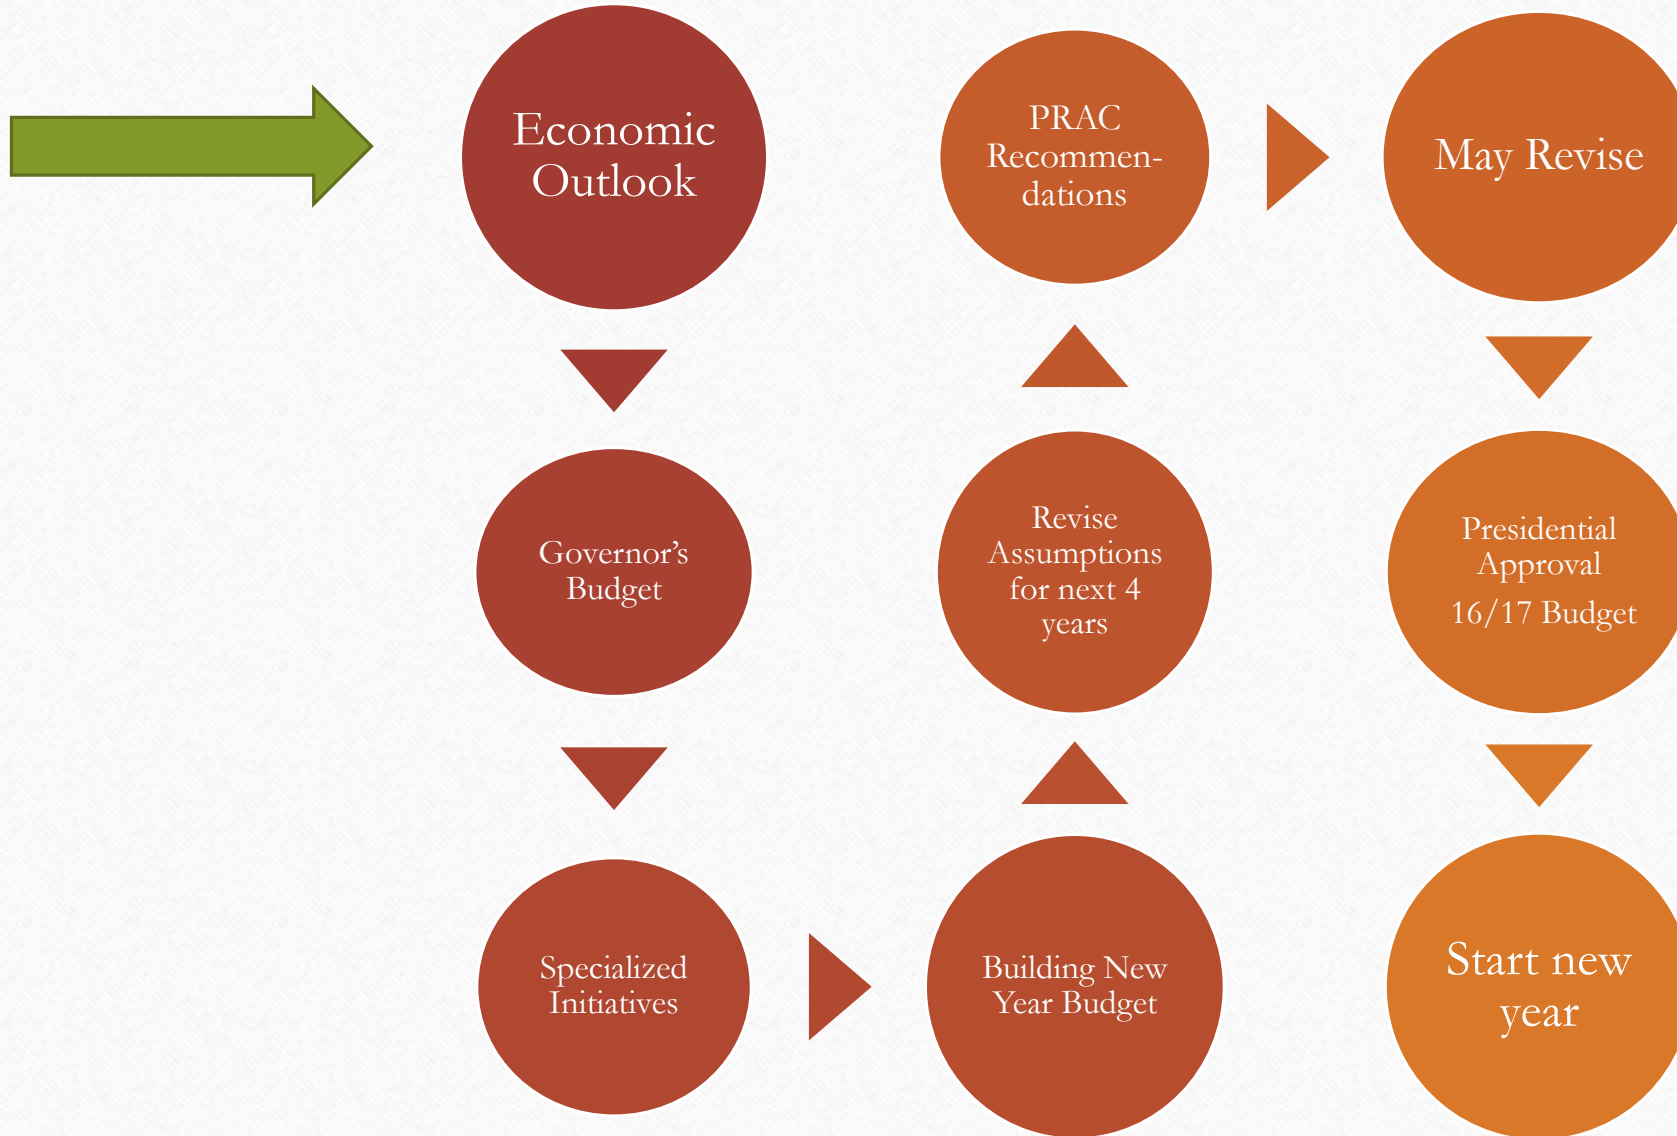 Economic
Outlook
Governor’s
Budget
Specialized
Initiatives
Building New
Year Budget
Revise
Assumptions
for next 4
years
PRAC
Recommen-
dations
May Revise
Presidential
Approval
16/17 Budget
Start new
year